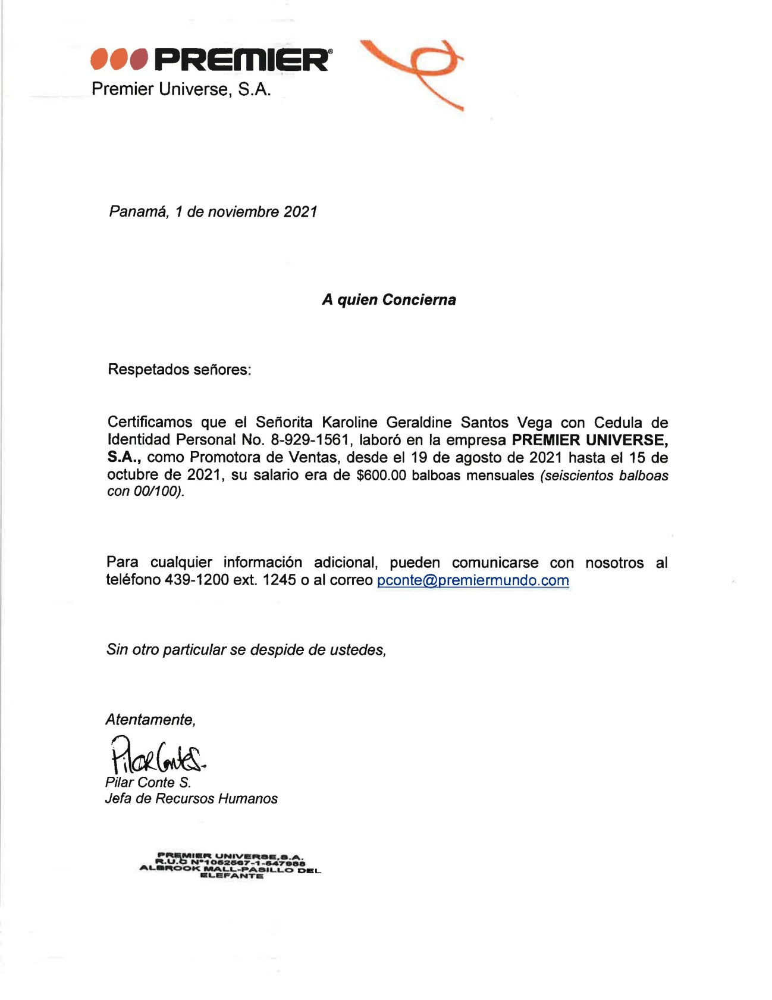 PREMIER®
Premier Universe, S.A.
Panamá, 1 de noviembre 2021
A quien Concierna
Respetados señores:
Certificamos que el Señorita Karoline Geraldine Santos Vega con Cedula de
Identidad Personal No. 8-929-1561, laboró en la empresa PREMIER UNIVERSE,
S.A., como Promotora de Ventas, desde el 19 de agosto de 2021 hasta el 15 de
octubre de 2021, su salario era de $600.00 balboas mensuales (seiscientos balboas
con 00/100).
Para cualquier información adicional, pueden comunicarse con nosotros al
teléfono 439-1200 ext. 1245 o al correo pconte@premiermundo.com
Sin otro particular se despide de ustedes,
Atentamente,
Pilar Conte S.
Pilar Conte S.
Jefa de Recursos Humanos
PREMIER UNIVERSE,S.A.
R.U.C N°1052567-1-547988
ALBROOK MALL-PASILLO DEL
ELEFANTE